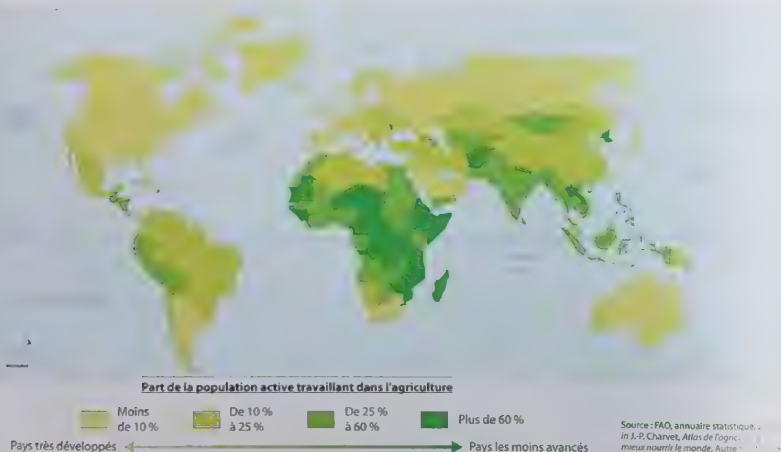 Part de la population active travaillant dans l'agriculture
Moins
de 10 %
De 10 %
à 25 %
De 25 %
à 60 %
Plus de 60 %
Pays très développés
Pays les moins avancés
Source : FAO, annuaire statistique.
in J.-P. Charvet, Atlas de l'agric
mieux nourrir le monde, Autre